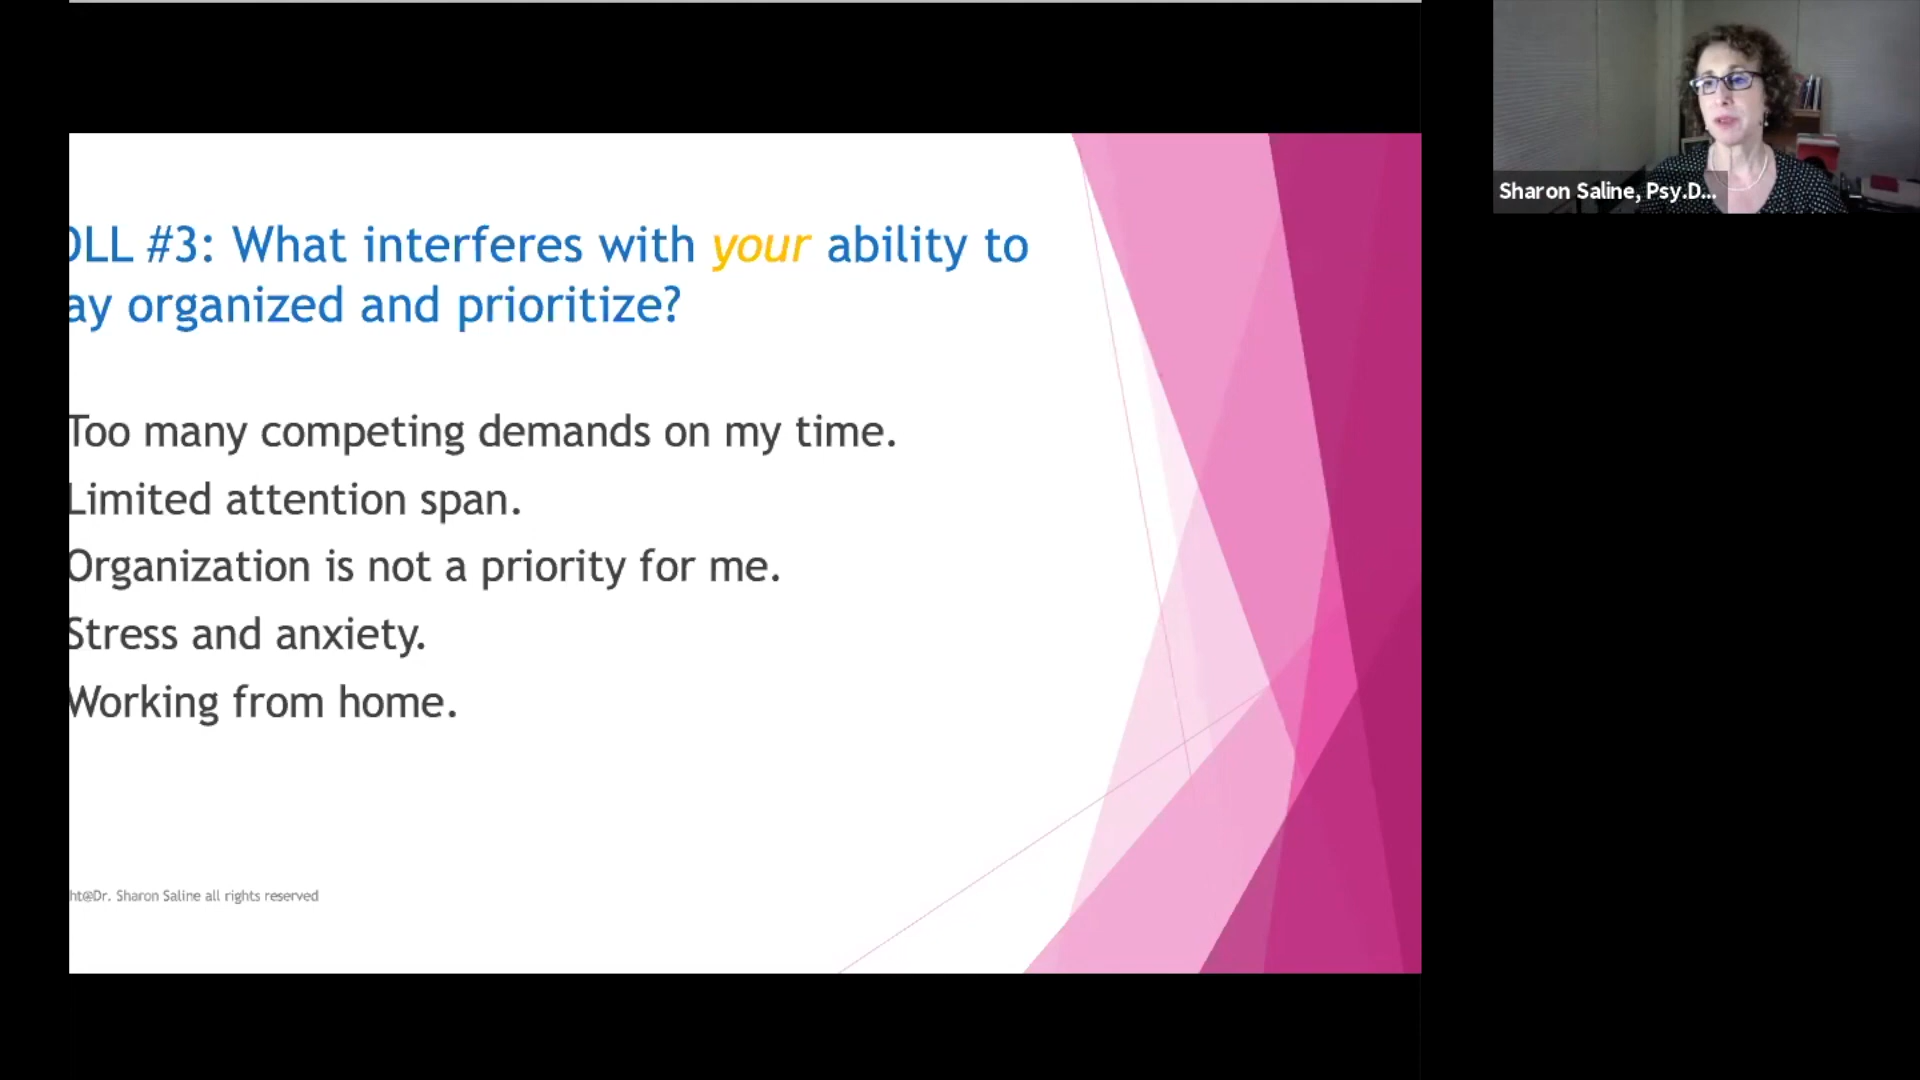 OLL #3: What interferes with your ability to
ay organized and prioritize?
Too many competing demands on my time.
Limited attention span.
Organization is not a priority for me.
Stress and anxiety.
Working from home.
ht@Dr. Sharon Saline all rights reserved
Sharon Saline, Psy.D...